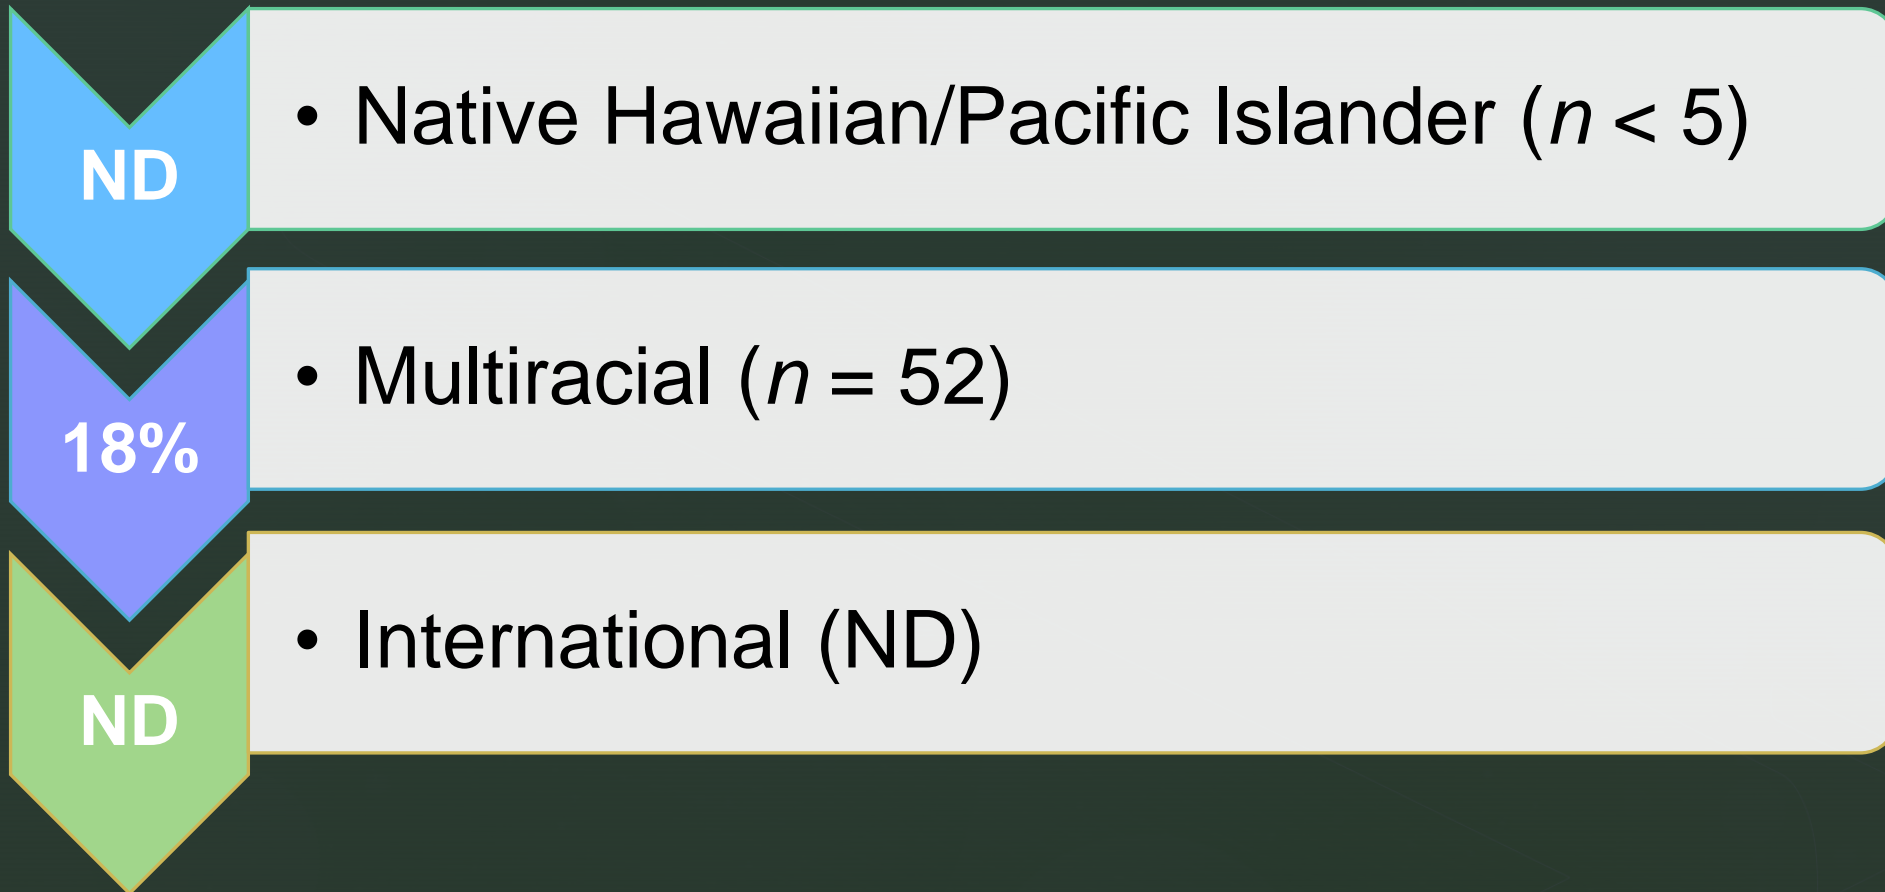 ND
• Native Hawaiian/Pacific Islander (n < 5)
18%
• Multiracial (n = 52)
ND
• International (ND)